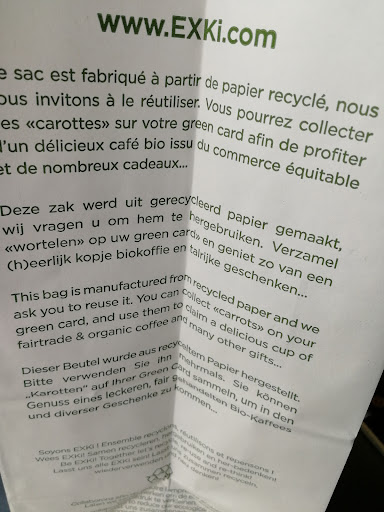 www.EXKi.com
e sac est fabriqué à partir de papier recyclé, nous
ous invitons à le réutiliser. Vous pourrez collecter
es «carottes» sur votre green card afin de profiter
d'un délicieux café bio issu du commerce équitable
et de nombreux cadeaux...
Deze zak werd uit gerecycleerd papier gemaakt,
wij vragen u om hem te hergebruiken. Verzamel
«wortelen» op uw green card» en geniet zo van een
(h)eerlijk kopje biokoffie en talrijke geschenken...
This bag is manufactured from recycled paper and we
ask you to reuse it. You can collect «carrots» on your
green card, and use them to claim a delicious cup of
fairtrade & organic coffee and many other gifts...
Dieser Beutel wurde aus recyceltem Papier hergestellt.
Bitte verwenden Sie ihn mehrmals. Sie können
„Karotten" auf Ihrer Green Card sammeln, um in den
Genuss eines leckeren, fair gehandelten Bio-Kaffees
und diverser Geschenke zu kommen...
Soyons EXKi ! Ensemble recyclons, réutilisons et repensons !
Wees EXKi! Samen recycleren,
Be EXKi! Together let's
Lasst uns alle EXKi sein!
wiederverwenden